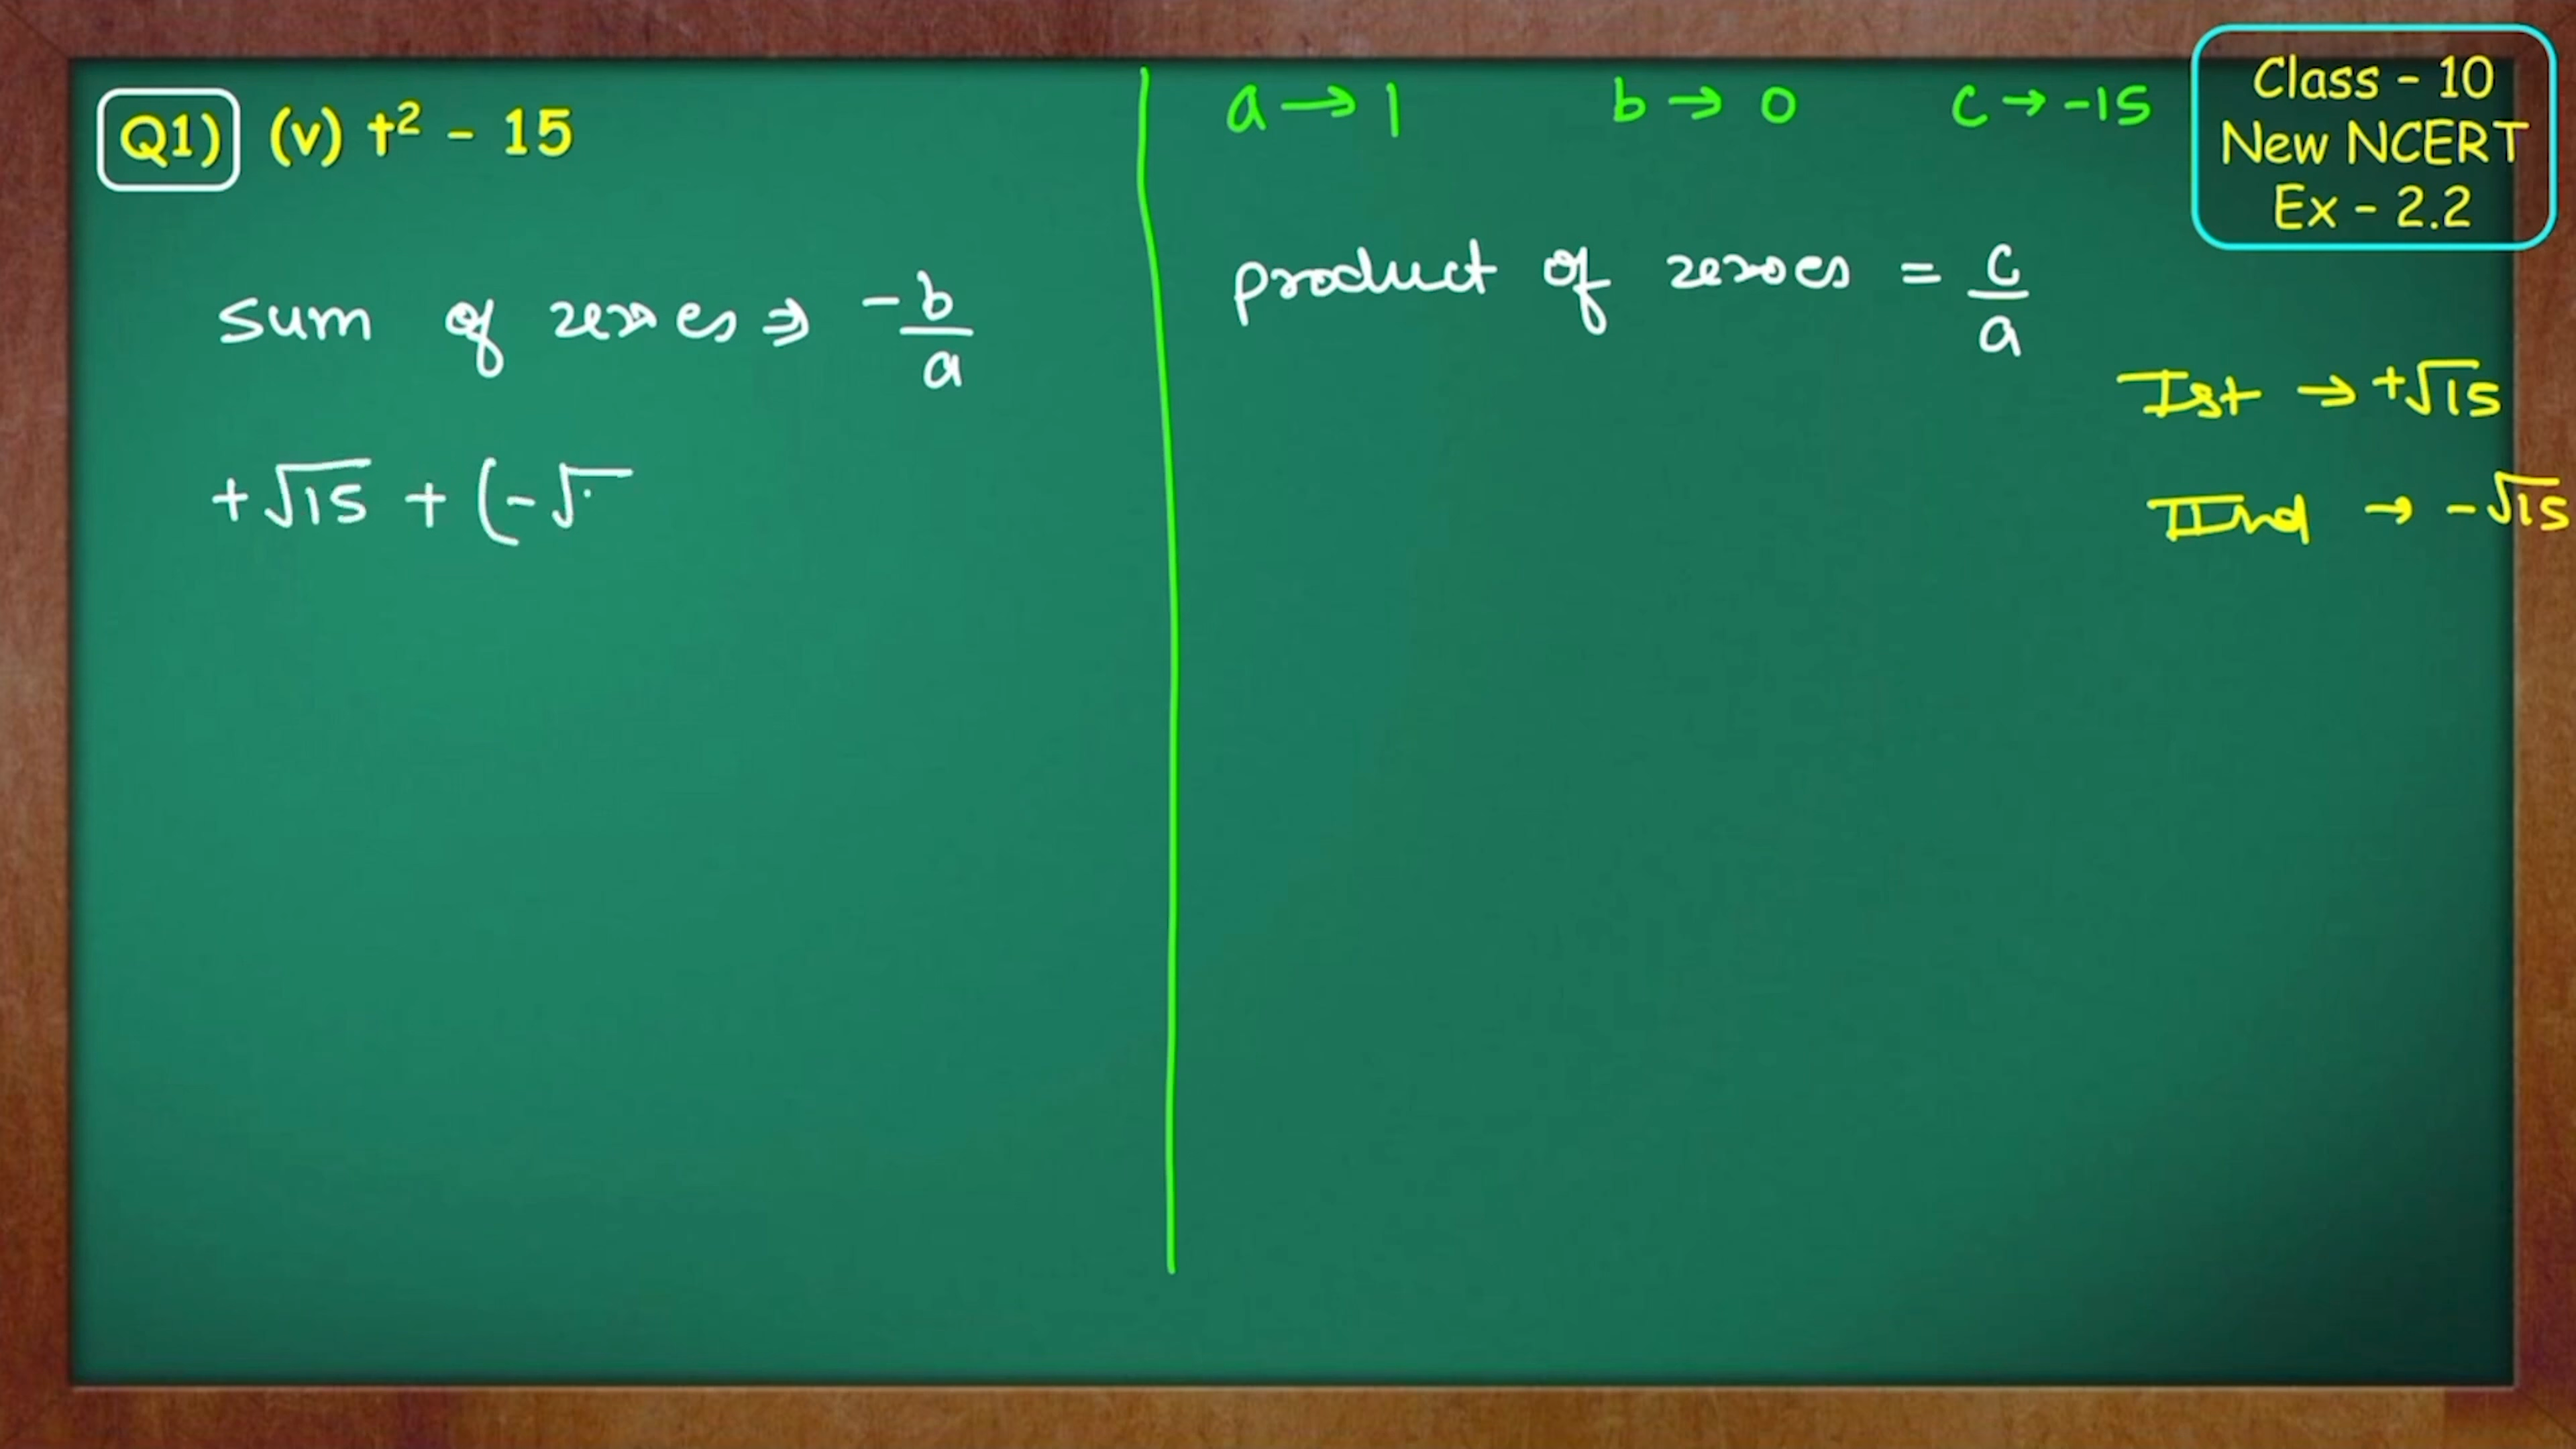 Q1) (v) t² - 15
a → 1 b → 0 c → -15
Class - 10
New NCERT
Ex - 2.2
sum of zeroes ⇒ -b/a
+√15 + (-√
product of zeroes = c/a
Ist → +√15
IInd → -√15